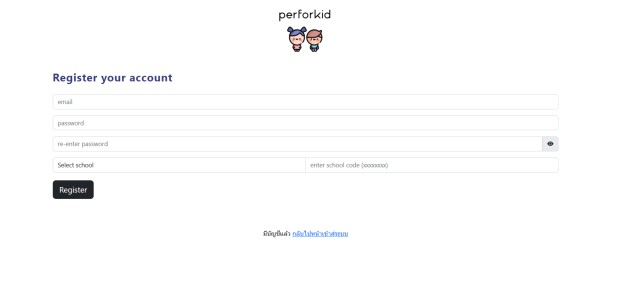 perforkid
Register your account
email
password
re-enter password
Select school
enter school code (xxxxxxxx)
Register
มีบัญชีแล้ว กลับไปหน้าเข้าสู่ระบบ